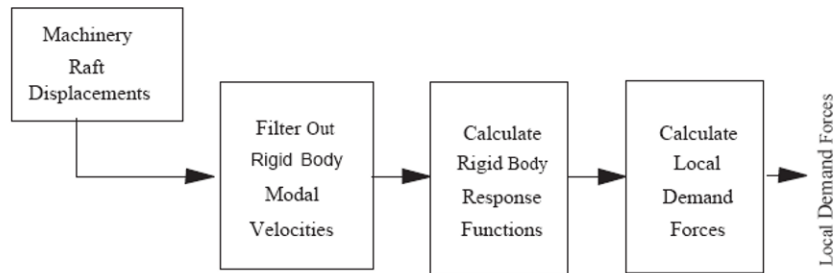 Machinery
Raft
Displacements
Filter Out
Rigid Body
Modal
Velocities
Calculate
Rigid Body
Response
Functions
Calculate
Local
Demand
Forces
Local Demand Forces